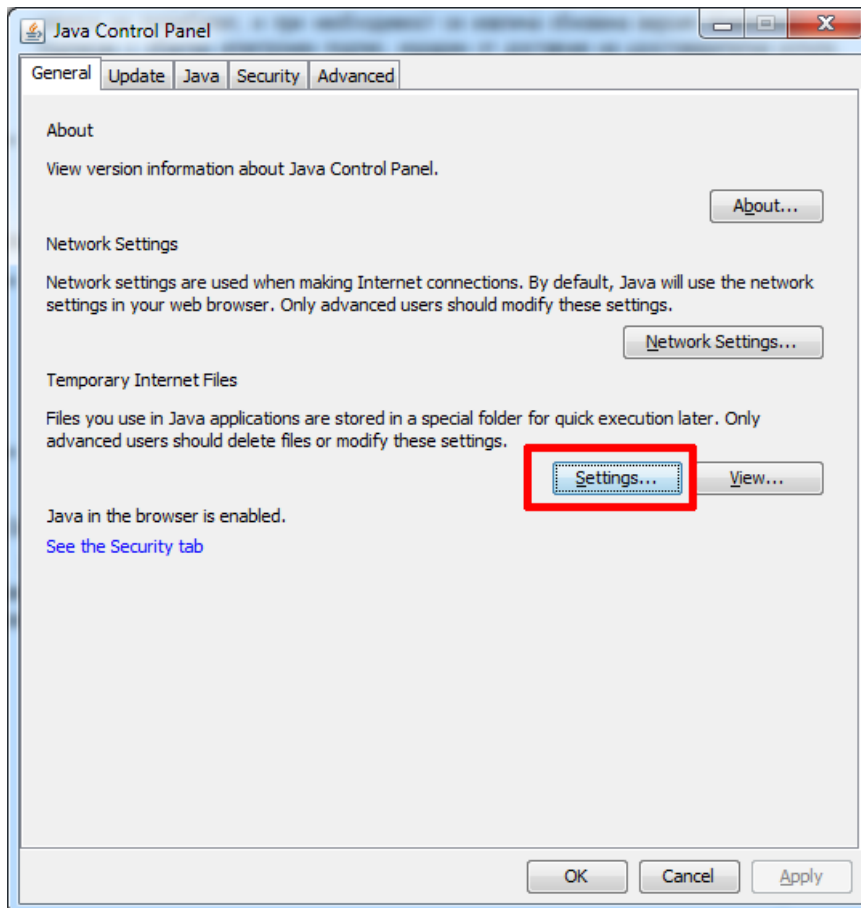 Java Control Panel
General Update Java Security Advanced
About
View version information about Java Control Panel.
About...
Network Settings
Network settings are used when making Internet connections. By default, Java will use the network
settings in your web browser. Only advanced users should modify these settings.
Network Settings...
Temporary Internet Files
Files you use in Java applications are stored in a special folder for quick execution later. Only
advanced users should delete files or modify these settings.
Settings... View...
Java in the browser is enabled.
See the Security tab
OK Cancel Apply